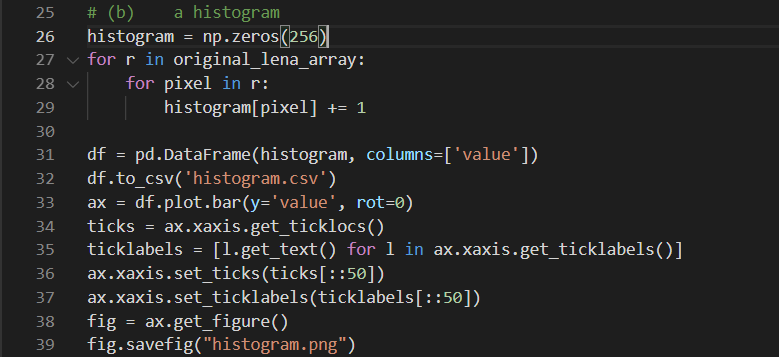 25 # (b)    a histogram
26 histogram = np.zeros(256)
27 for r in original_lena_array:
28     for pixel in r:
29         histogram[pixel] += 1
30
31 df = pd.DataFrame(histogram, columns=['value'])
32 df.to_csv('histogram.csv')
33 ax = df.plot.bar(y='value', rot=0)
34 ticks = ax.xaxis.get_ticklocs()
35 ticklabels = [l.get_text() for l in ax.xaxis.get_ticklabels()]
36 ax.xaxis.set_ticks(ticks[::50])
37 ax.xaxis.set_ticklabels(ticklabels[::50])
38 fig = ax.get_figure()
39 fig.savefig("histogram.png")